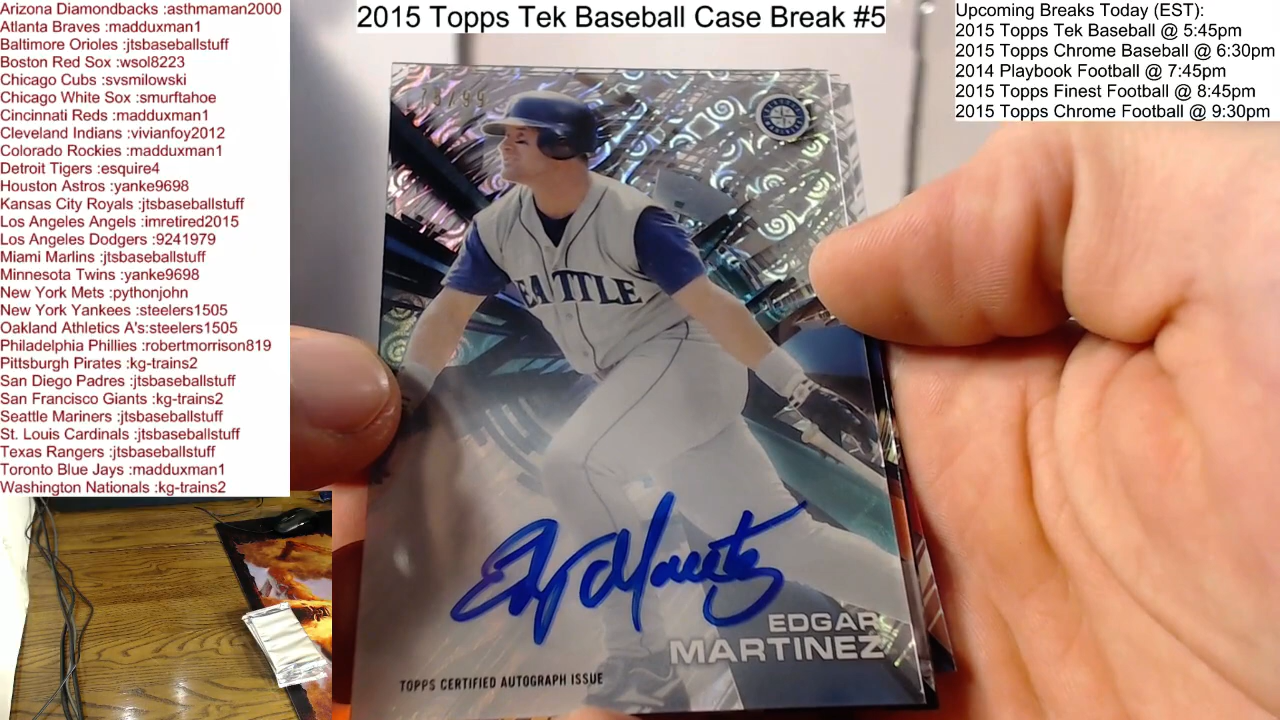 Arizona Diamondbacks :asthmaman2000
Atlanta Braves :madduxman1
Baltimore Orioles :jtsbaseballstuff
Boston Red Sox :wsol8223
Chicago Cubs :svsmilowski
Chicago White Sox :smurftahoe
Cincinnati Reds :madduxman1
Cleveland Indians :vivianfoy2012
Colorado Rockies :madduxman1
Detroit Tigers :esquire4
Houston Astros :yanke9698
Kansas City Royals :jtsbaseballstuff
Los Angeles Angels :imretired2015
Los Angeles Dodgers :9241979
Miami Marlins :jtsbaseballstuff
Minnesota Twins :yanke9698
New York Mets :pythonjohn
New York Yankees :steelers1505
Oakland Athletics A's:steelers1505
Philadelphia Phillies :robertmorrison819
Pittsburgh Pirates :kg-trains2
San Diego Padres :jtsbaseballstuff
San Francisco Giants :kg-trains2
Seattle Mariners :jtsbaseballstuff
St. Louis Cardinals :jtsbaseballstuff
Texas Rangers :jtsbaseballstuff
Toronto Blue Jays :madduxman1
Washington Nationals :kg-trains2
2015 Topps Tek Baseball Case Break #5
Upcoming Breaks Today (EST):
2015 Topps Tek Baseball @ 5:45pm
2015 Topps Chrome Baseball @ 6:30pm
2014 Playbook Football @ 7:45pm
2015 Topps Finest Football @ 8:45pm
2015 Topps Chrome Football @ 9:30pm
SEATTLE
Edgar Martinez
EDGAR
MARTINEZ
TOPPS CERTIFIED AUTOGRAPH ISSUE